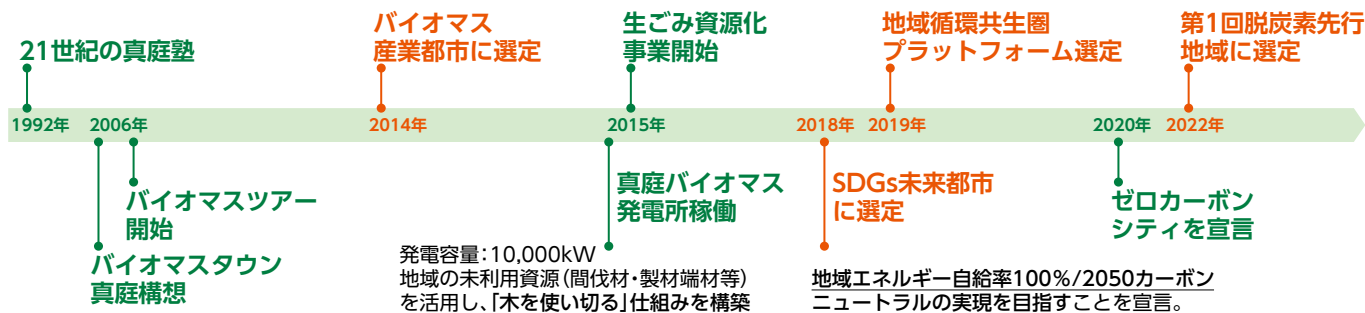 21世紀の真庭塾
バイオマス
産業都市に選定
生ごみ資源化
事業開始
地域循環共生圏
プラットフォーム選定
第1回脱炭素先行
地域に選定
1992年
2006年
2014年
2015年
2018年
2019年
2020年
2022年
バイオマスツアー
開始
バイオマスタウン
真庭構想
真庭バイオマス
発電所稼働
発電容量:10,000kW
地域の未利用資源(間伐材・製材端材等)
を活用し、「木を使い切る」仕組みを構築
SDGs未来都市
に選定
ゼロカーボン
シティを宣言
地域エネルギー自給率100%/2050カーボン
ニュートラルの実現を目指すことを宣言。